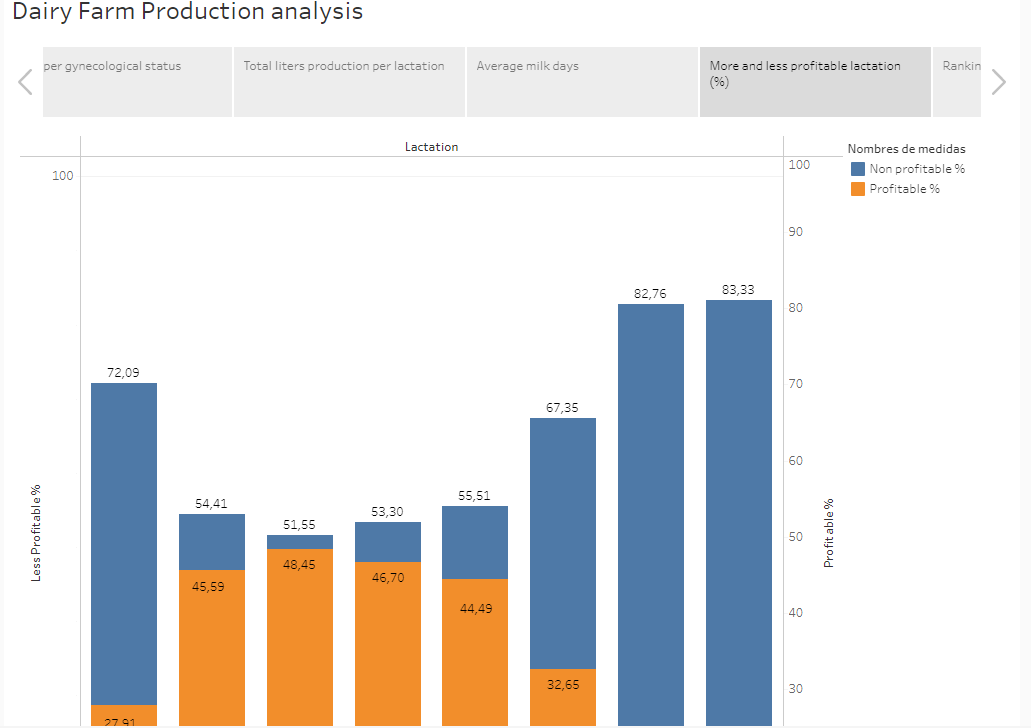 Dairy Farm Production analysis
per gynecological status
Total liters production per lactation
Average milk days
More and less profitable lactation
(%)
Rankin
Lactation
Nombres de medidas
Non profitable %
Profitable %
100
100
90
80
70
60
50
40
30
Less Profitable %
Profitable %
72,09
54,41
51,55
53,30
55,51
67,35
82,76
83,33
45,59
48,45
46,70
44,49
32,65
27,91